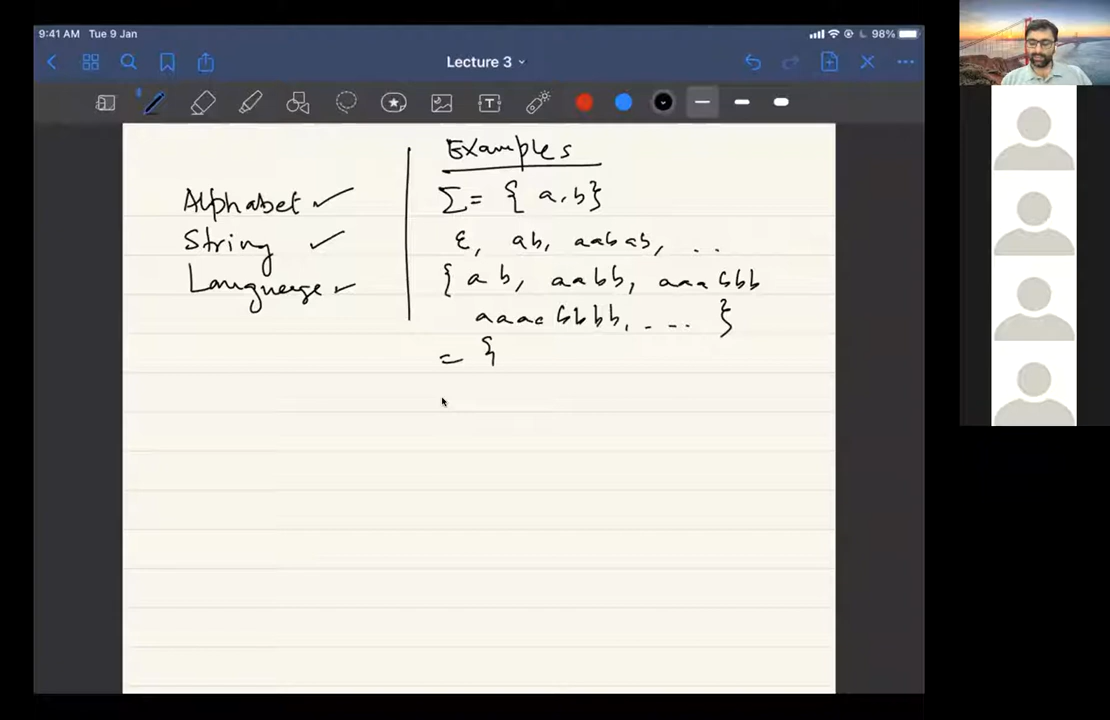 9:41 AM Tue 9 Jan
98%
Lecture 3
Examples
Alphabet ✓
Σ = { a, b}
String ✓
ε, ab, aabab, ..
Language ✓
{ ab, aabb, aaabbb
aaaabbbb, .... }
= {